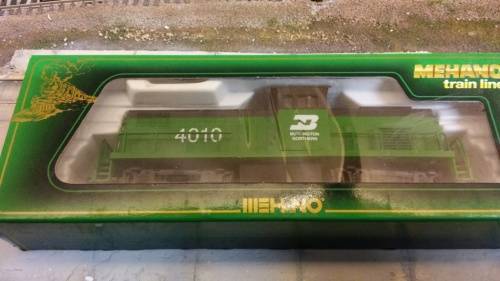 MEHANO
train line
4010
BURLINGTON
NORTHERN
MEHANO